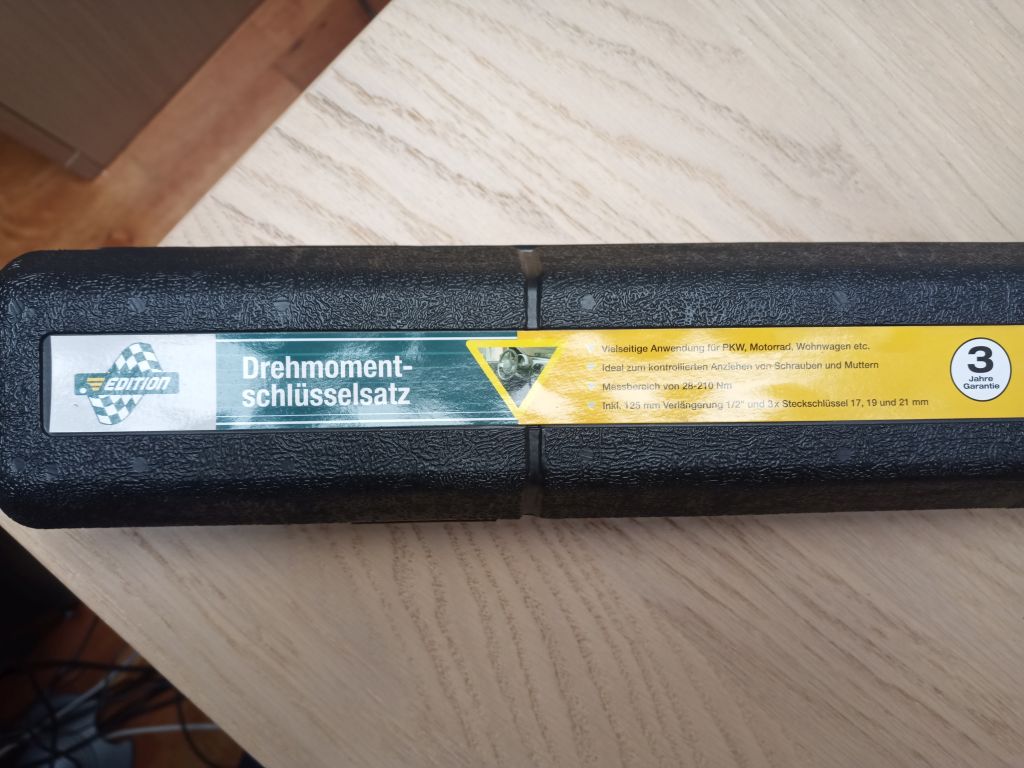 EDITION
Drehmoment-
schlüsselsatz
Vielseitige Anwendung für PKW, Motorrad, Wohnwagen etc.
Ideal zum kontrollierten Anziehen von Schrauben und Muttern
Messbereich von 28-210 Nm
Inkl. 125 mm Verlängerung 1/2" und 3x Steckschlüssel 17, 19 und 21 mm
3
Jahre
Garantie